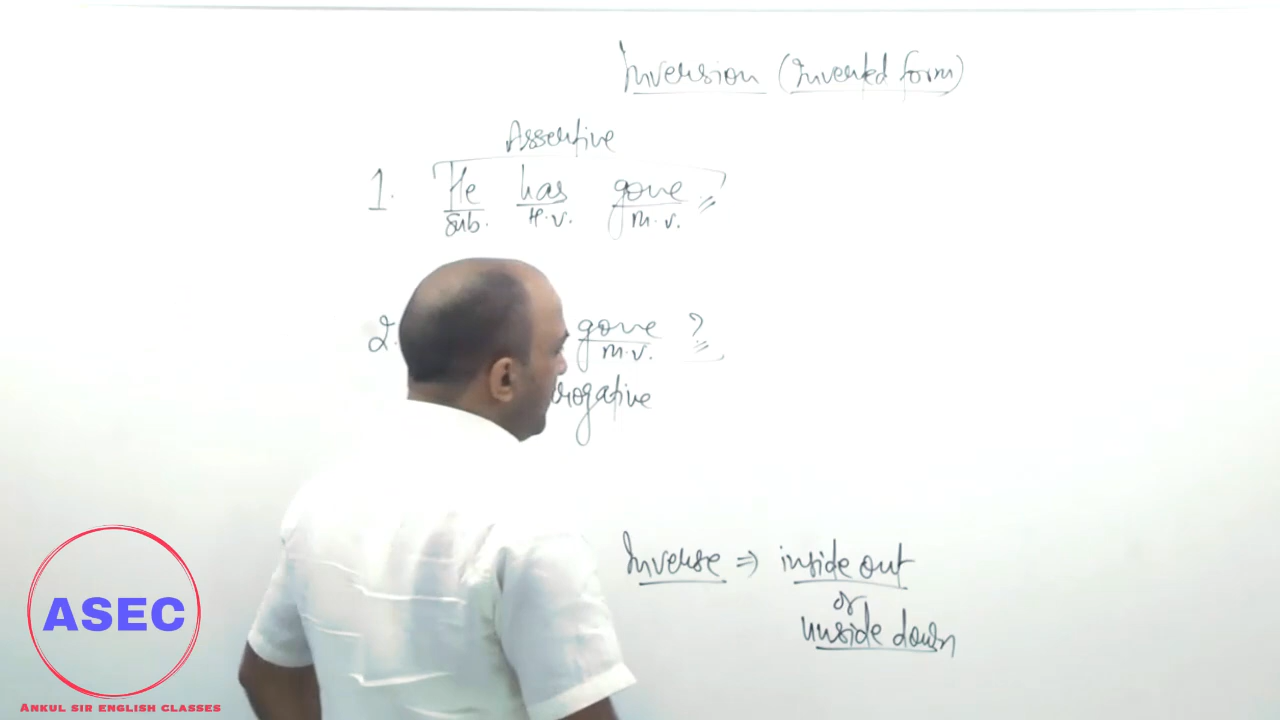 Inversion (Inverted form)
Assertive
1. He has gone .
Sub. H.v. m.v.
2. gone ?
m.v.
rogative
Inverse ⇒ inside out
or
unside down
ASEC
ANKUL SIR ENGLISH CLASSES